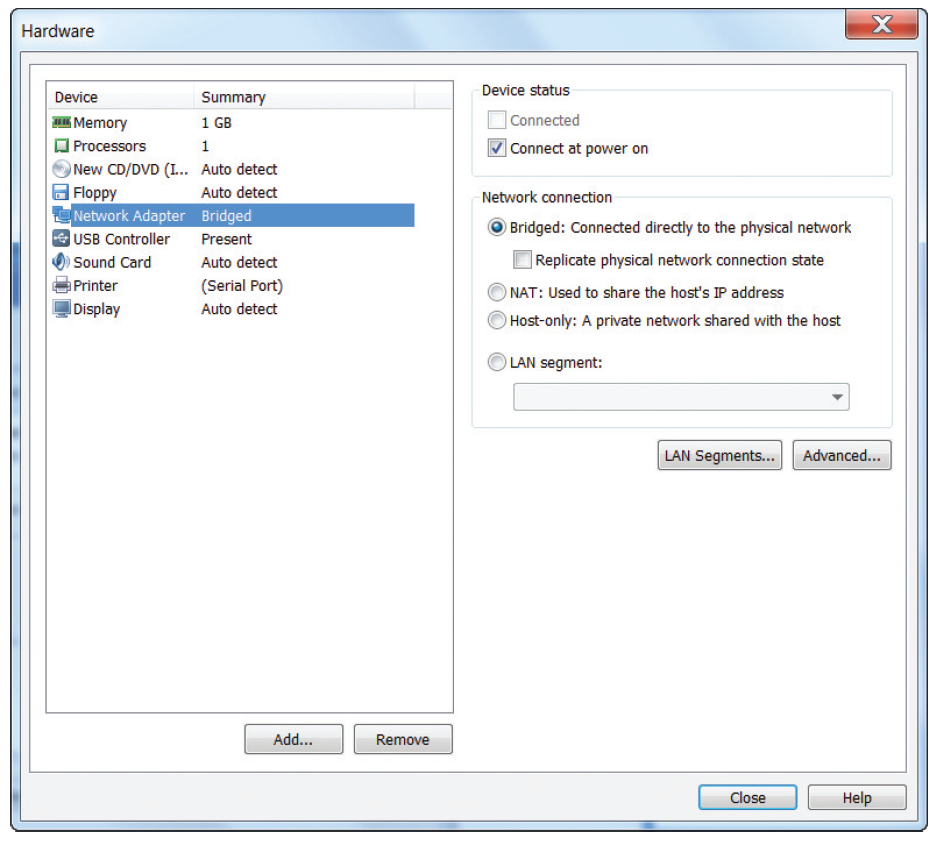 Hardware
Device Summary
Memory 1 GB
Processors 1
New CD/DVD (I... Auto detect
Floppy Auto detect
Network Adapter Bridged
USB Controller Present
Sound Card Auto detect
Printer (Serial Port)
Display Auto detect
Add... Remove
Device status
Connected
Connect at power on
Network connection
Bridged: Connected directly to the physical network
Replicate physical network connection state
NAT: Used to share the host's IP address
Host-only: A private network shared with the host
LAN segment:
LAN Segments... Advanced...
Close Help